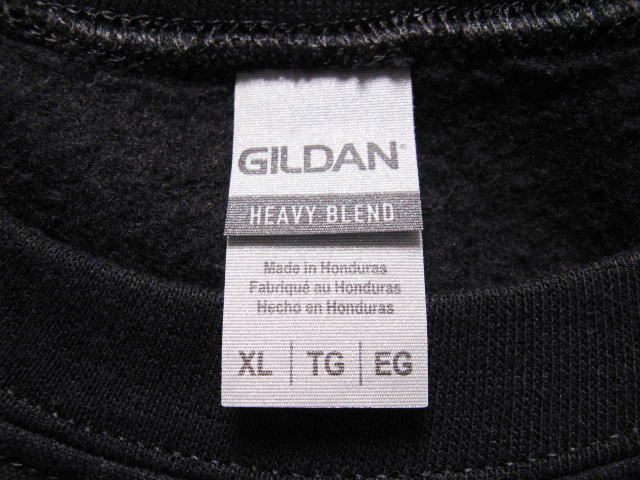 GILDAN®
HEAVY BLEND
Made in Honduras
Fabriqué au Honduras
Hecho en Honduras
XL | TG | EG